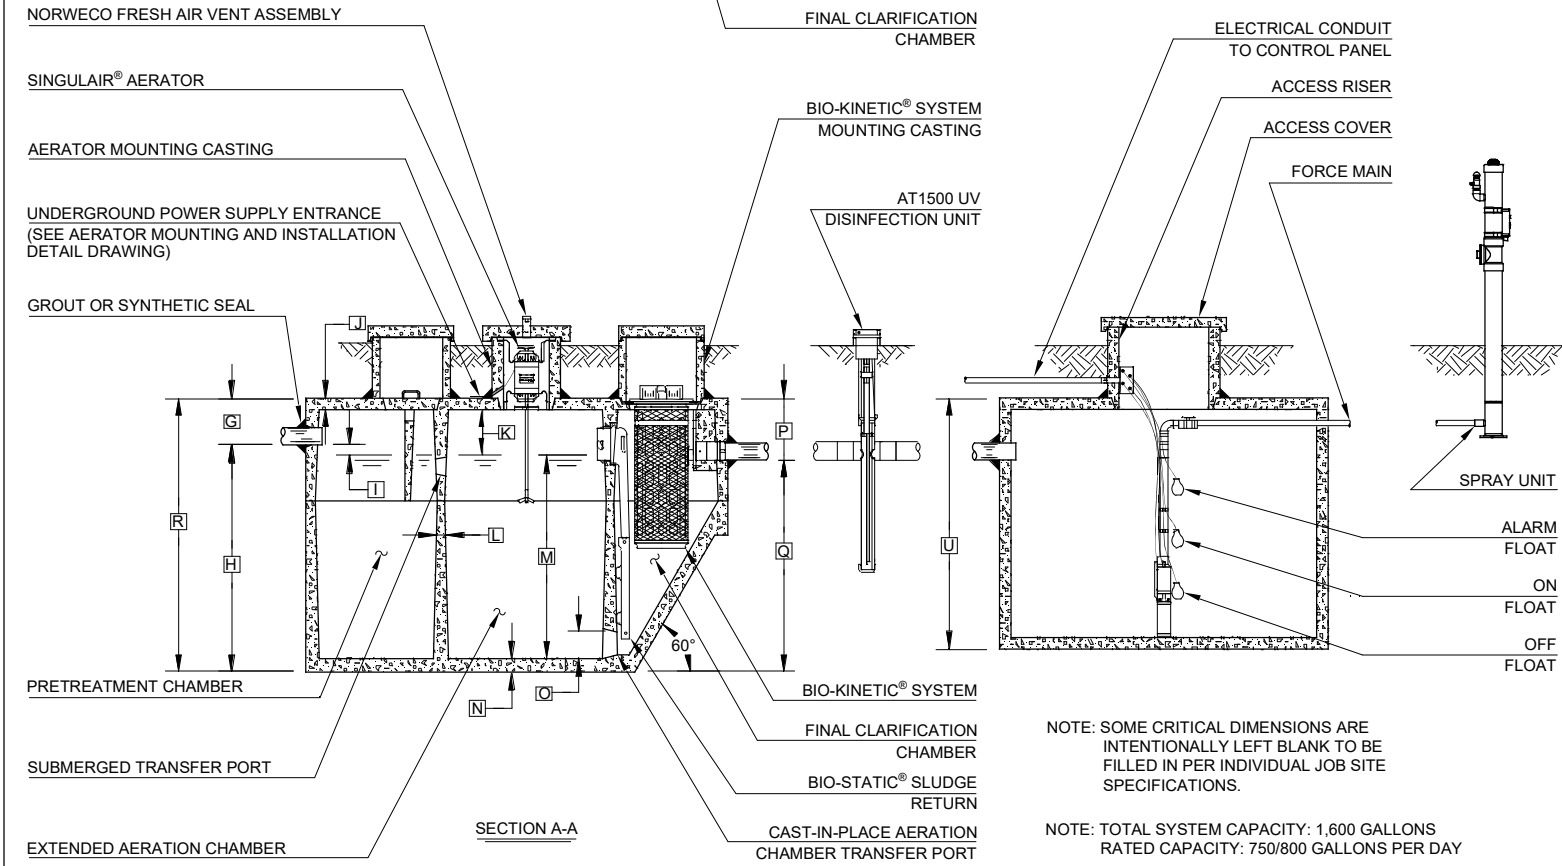 NORWECO FRESH AIR VENT ASSEMBLY
SINGULAIR® AERATOR
AERATOR MOUNTING CASTING
UNDERGROUND POWER SUPPLY ENTRANCE
(SEE AERATOR MOUNTING AND INSTALLATION
DETAIL DRAWING)
GROUT OR SYNTHETIC SEAL
FINAL CLARIFICATION
CHAMBER
BIO-KINETIC® SYSTEM
MOUNTING CASTING
AT1500 UV
DISINFECTION UNIT
ELECTRICAL CONDUIT
TO CONTROL PANEL
ACCESS RISER
ACCESS COVER
FORCE MAIN
J
G
K
P
I
R
L
H
M
Q
U
60°
O
N
SPRAY UNIT
ALARM
FLOAT
ON
FLOAT
OFF
FLOAT
PRETREATMENT CHAMBER
SUBMERGED TRANSFER PORT
EXTENDED AERATION CHAMBER
SECTION A-A
BIO-KINETIC® SYSTEM
FINAL CLARIFICATION
CHAMBER
BIO-STATIC® SLUDGE
RETURN
CAST-IN-PLACE AERATION
CHAMBER TRANSFER PORT
NOTE: SOME CRITICAL DIMENSIONS ARE
INTENTIONALLY LEFT BLANK TO BE
FILLED IN PER INDIVIDUAL JOB SITE
SPECIFICATIONS.
NOTE: TOTAL SYSTEM CAPACITY: 1,600 GALLONS
RATED CAPACITY: 750/800 GALLONS PER DAY